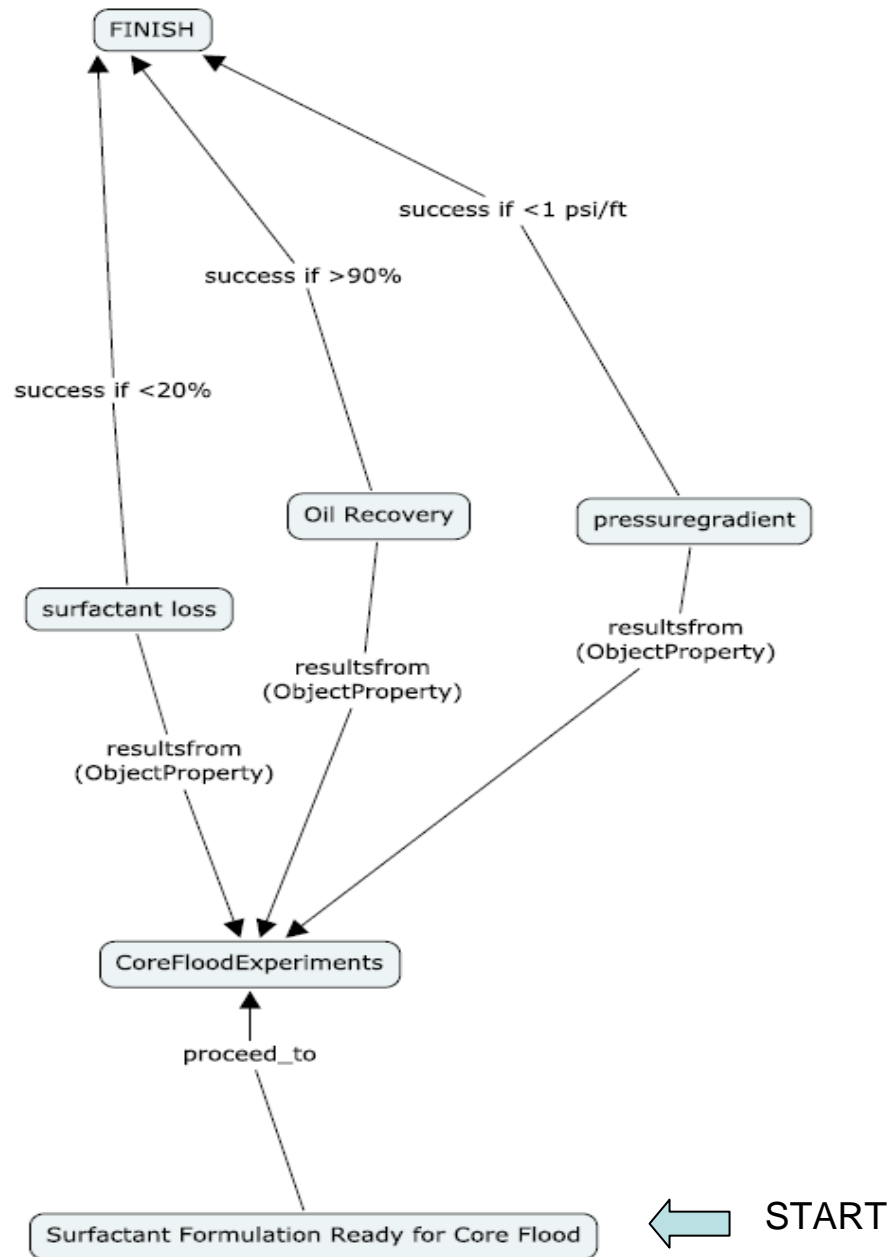 FINISH
success if <1 psi/ft
success if >90%
success if <20%
Oil Recovery
pressuregradient
surfactant loss
resultsfrom
(ObjectProperty)
resultsfrom
(ObjectProperty)
resultsfrom
(ObjectProperty)
CoreFloodExperiments
proceed_to
Surfactant Formulation Ready for Core Flood
START